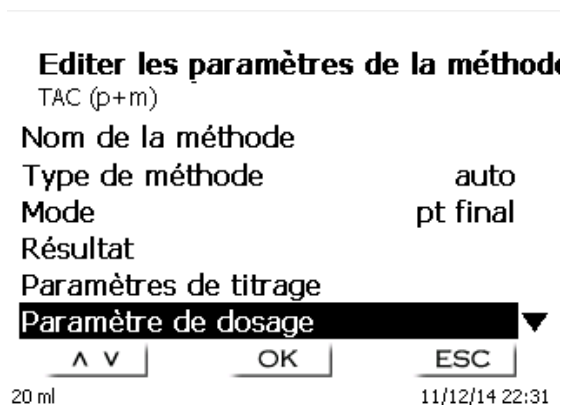 Editer les paramètres de la méthode
TAC (p+m)
Nom de la méthode
Type de méthode auto
Mode pt final
Résultat
Paramètres de titrage
Paramètre de dosage
OK ESC
20 ml 11/12/14 22:31